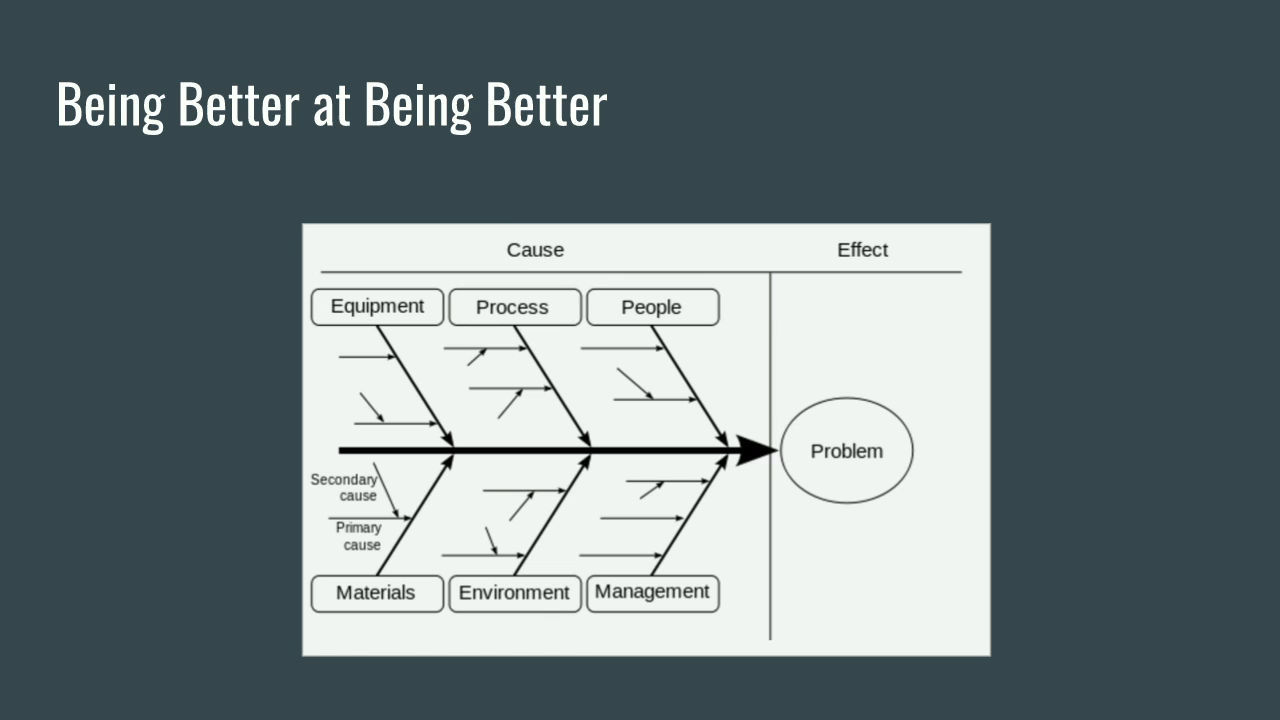 Being Better at Being Better
Cause
Effect
Equipment
Process
People
Problem
Secondary
cause
Primary
cause
Materials
Environment
Management